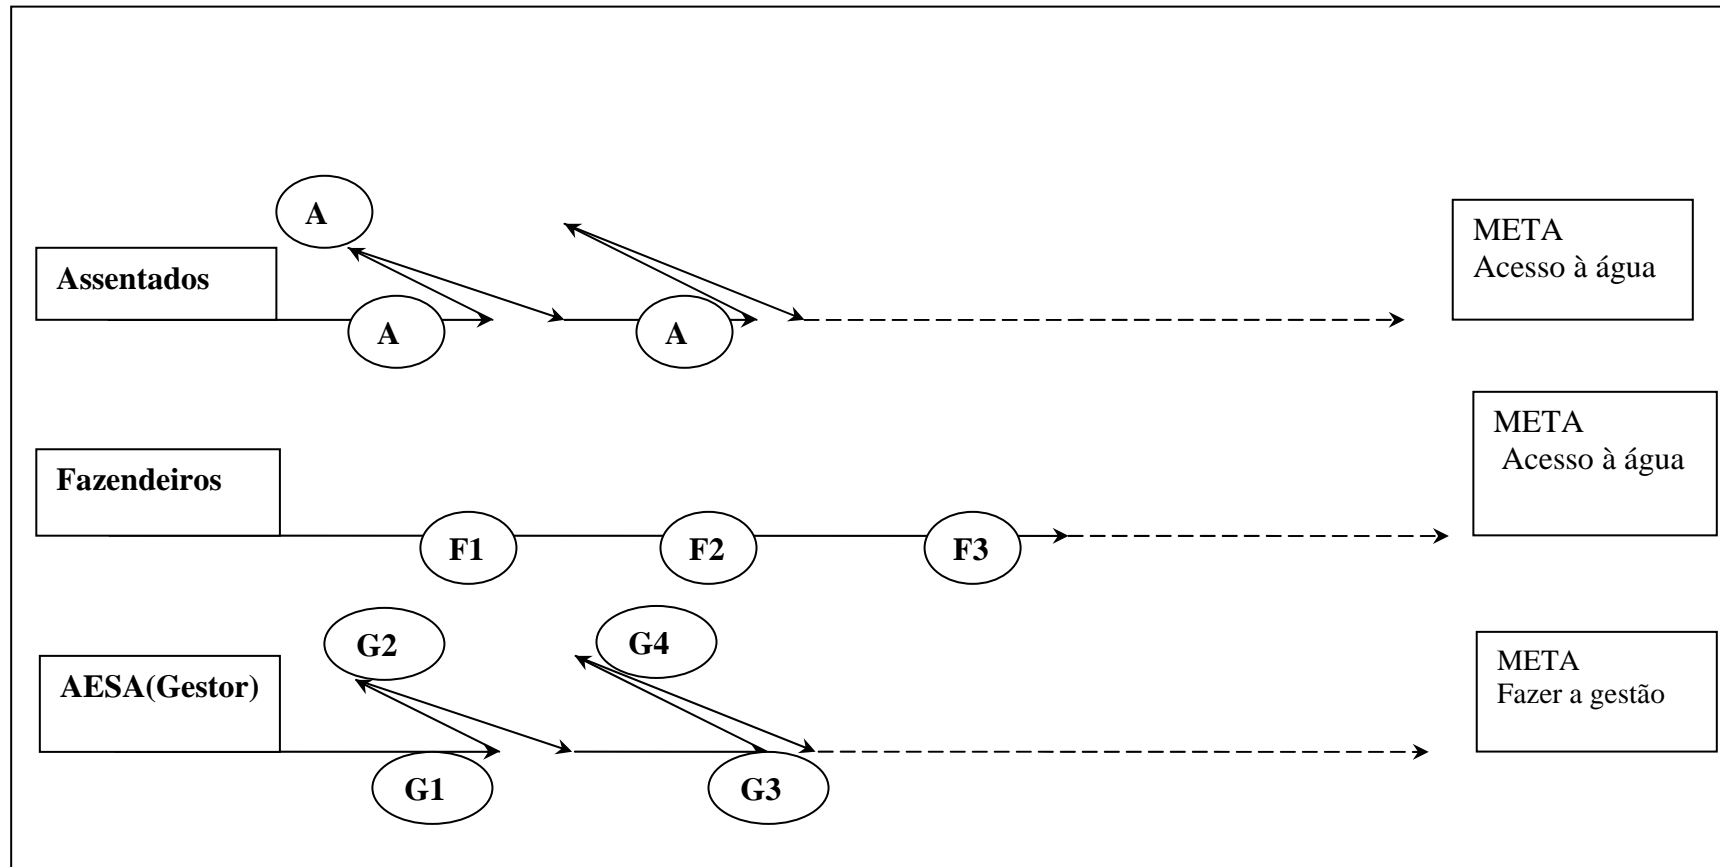 A
META
Acesso à água
Assentados
A
A
META
Acesso à água
Fazendeiros
F1
F2
F3
G2
G4
META
Fazer a gestão
AESA(Gestor)
G1
G3